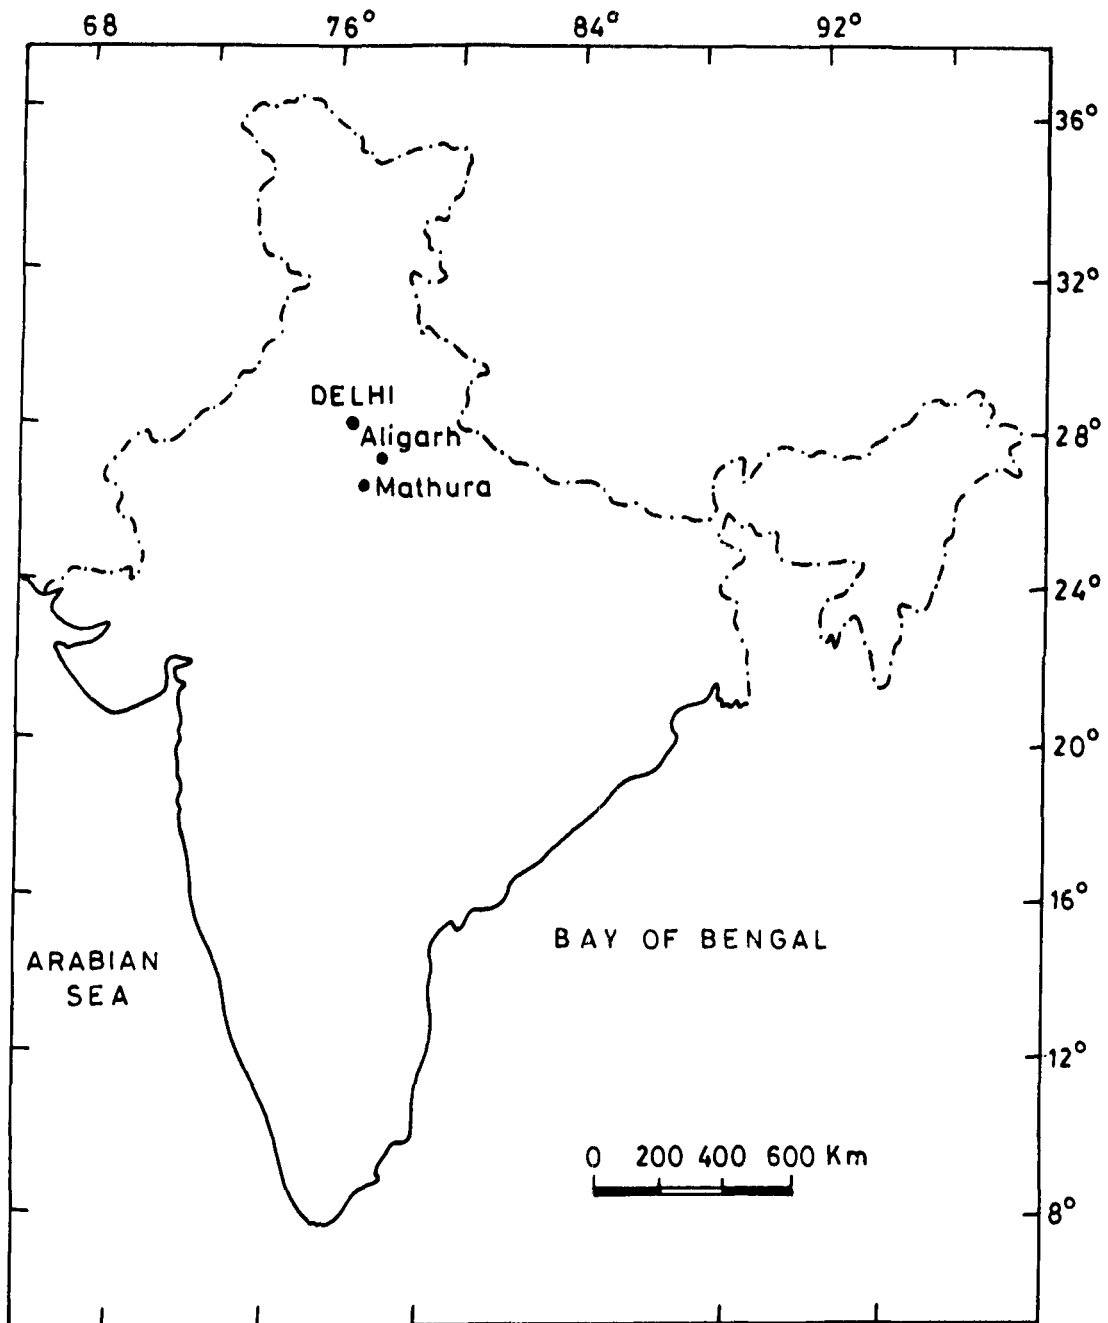 68 76° 84° 92°
36°
32°
DELHI
Aligarh
28°
Mathura
24°
20°
16°
BAY OF BENGAL
ARABIAN
SEA
12°
0 200 400 600 Km
8°